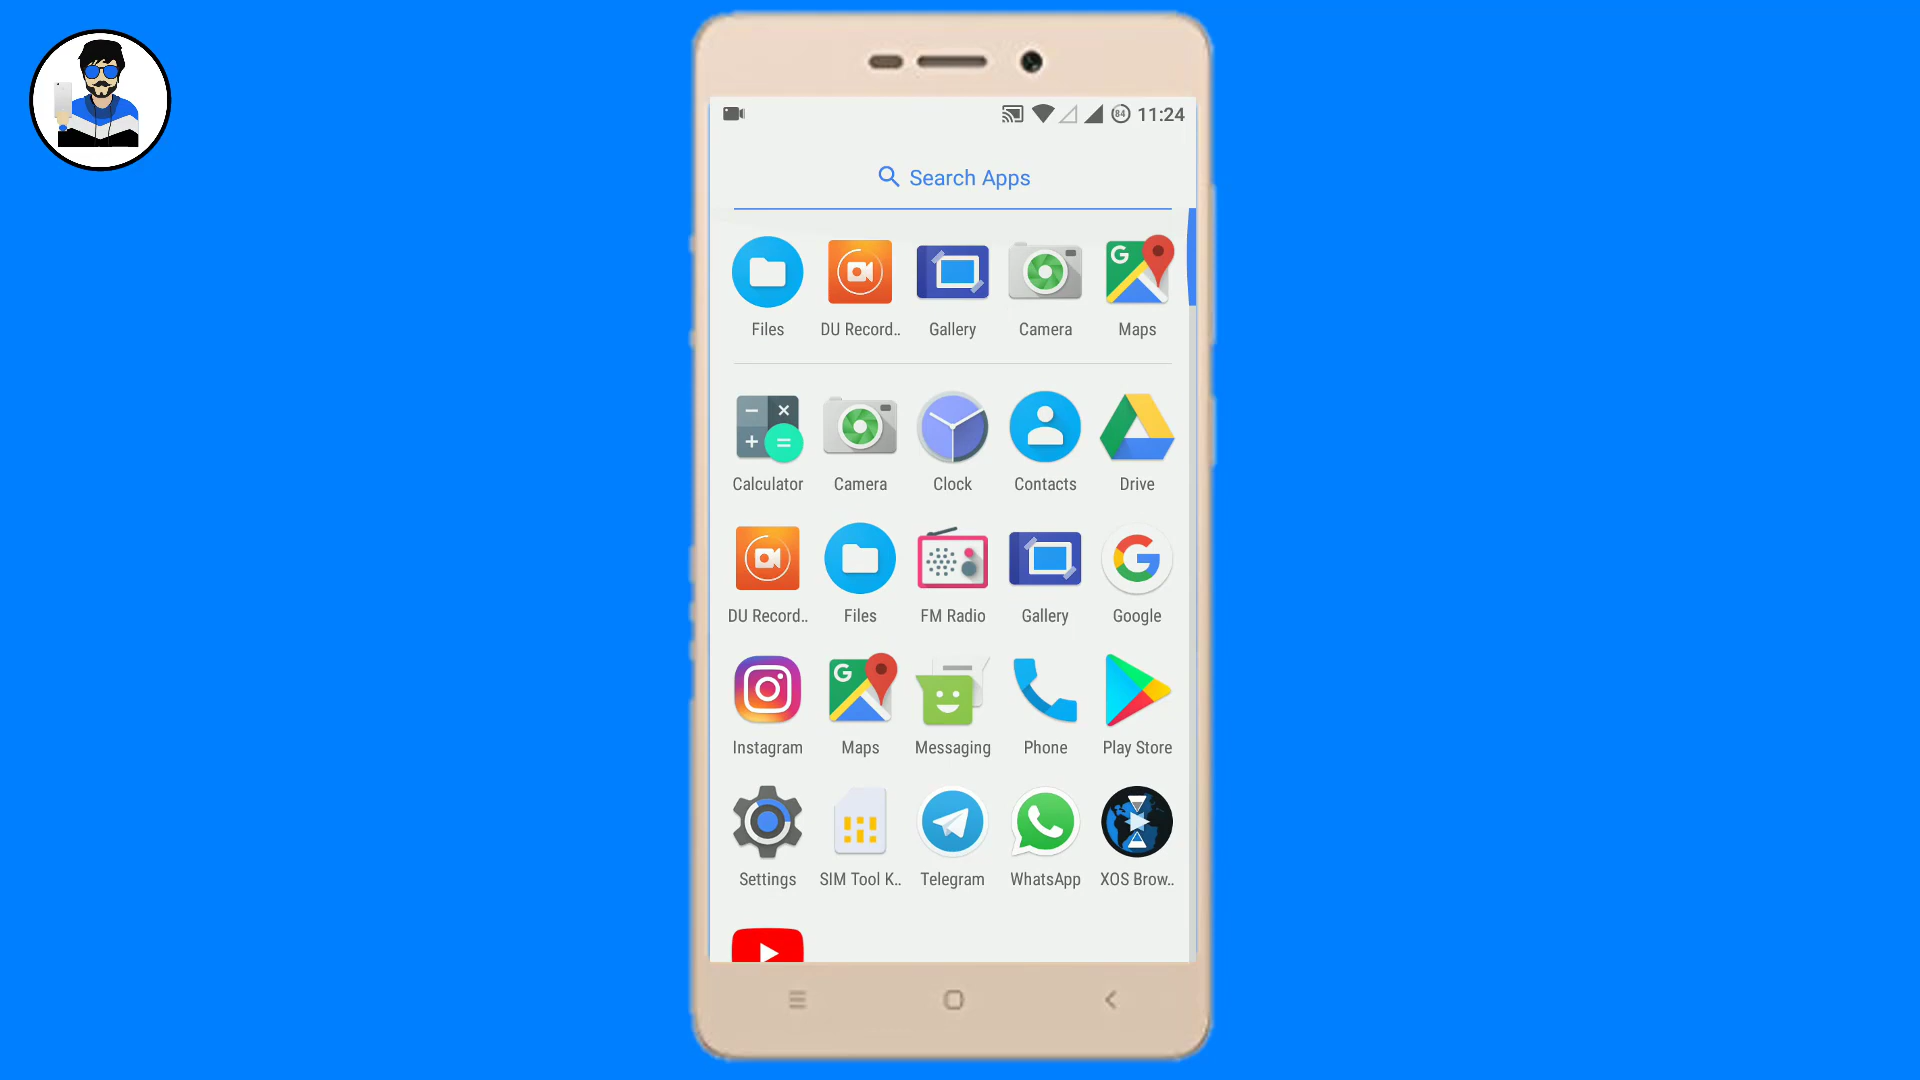 84 11:24
Search Apps
Files DU Record.. Gallery Camera Maps
Calculator Camera Clock Contacts Drive
DU Record.. Files FM Radio Gallery Google
Instagram Maps Messaging Phone Play Store
Settings SIM Tool K.. Telegram WhatsApp XOS Brow..